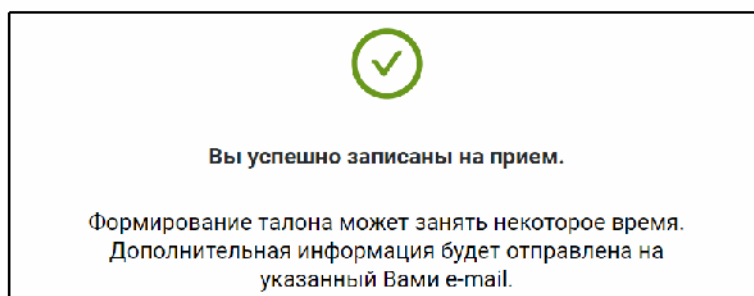 Вы успешно записаны на прием.
Формирование талона может занять некоторое время.
Дополнительная информация будет отправлена на
указанный Вами e-mail.